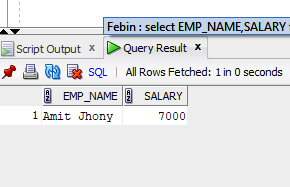 Febin : select EMP_NAME,SALARY
Script Output x Query Result x
SQL | All Rows Fetched: 1 in 0 seconds
EMP_NAME SALARY
1 Amit Jhony 7000